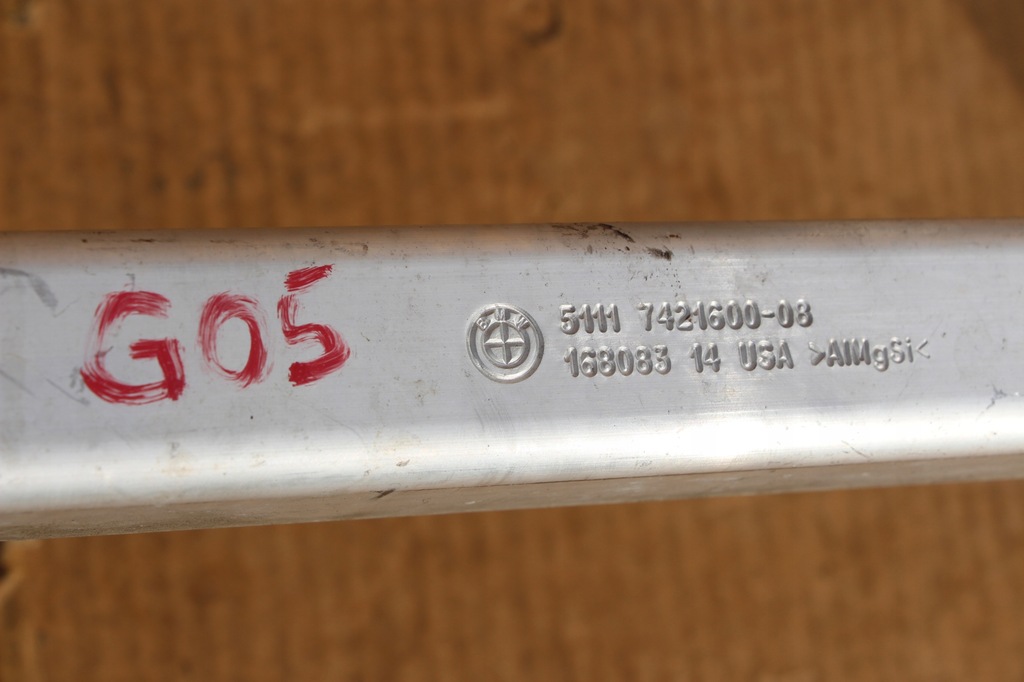 G05
BMW
5111 7421600-08
168083 14 USA >AlMgSi<